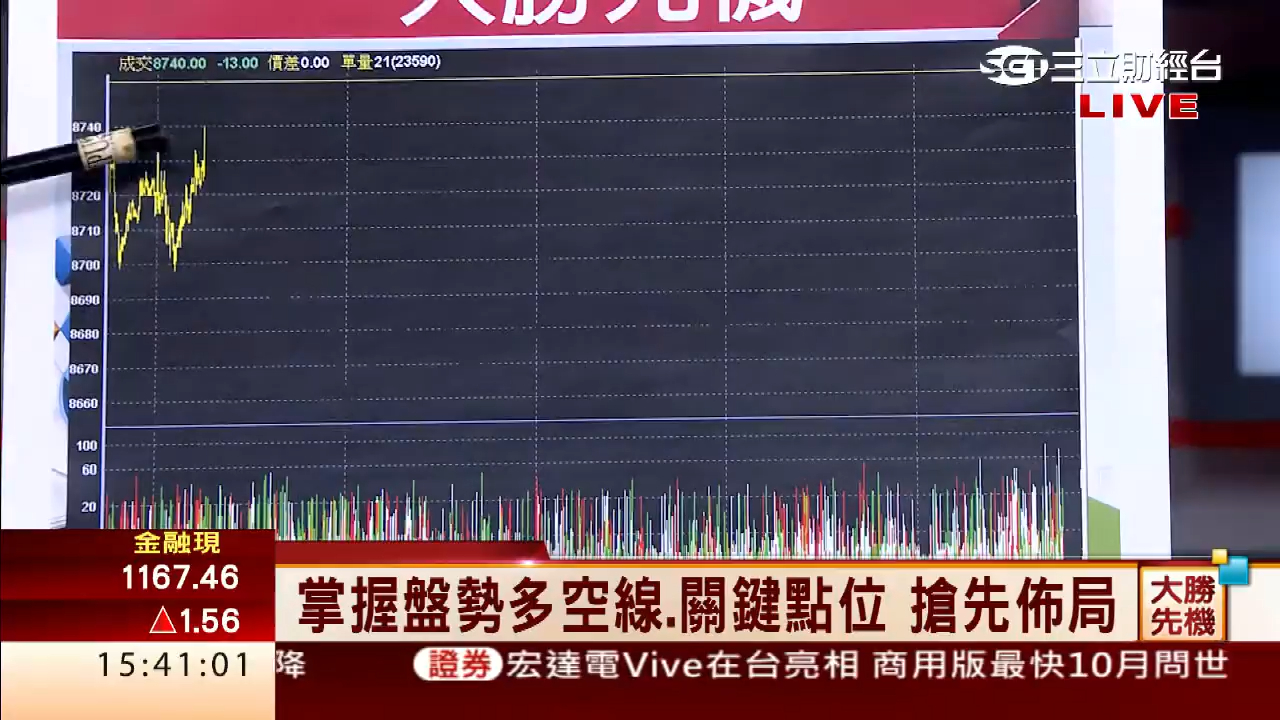 大勝先機
成交8740.00 -13.00 價差0.00 單量21(23590)
三立財經台
LIVE
8740
8720
8710
8700
8690
8680
8670
8660
100
60
20
金融現
1167.46
△1.56
掌握盤勢多空線.關鍵點位 搶先佈局
大勝
先機
15:41:01
降 證券 宏達電Vive在台亮相 商用版最快10月問世